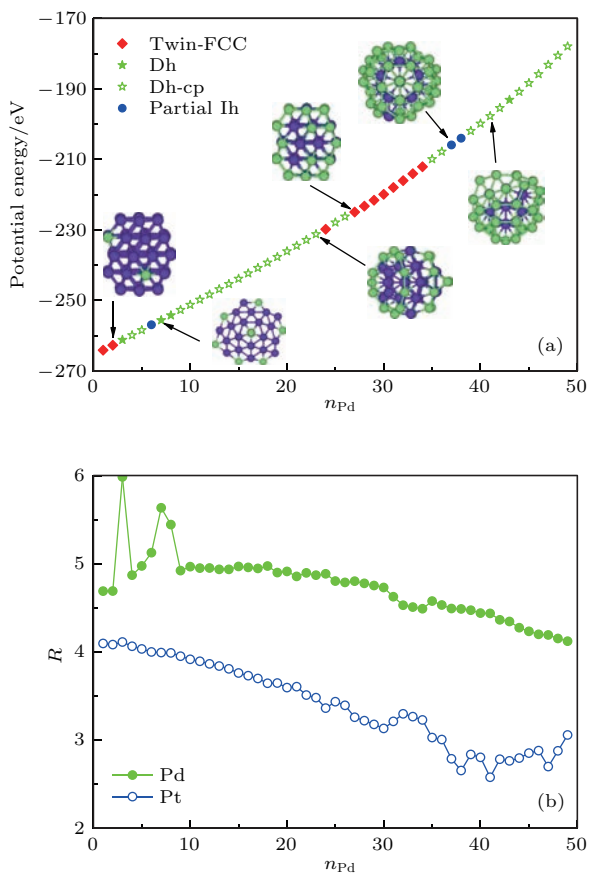 −170
−190
−210
−230
−250
−270
Potential energy/eV
Twin-FCC
Dh
Dh-cp
Partial Ih
(a)
0
10
20
30
40
50
nPd
6
5
4
3
2
R
Pd
Pt
(b)
0
10
20
30
40
50
nPd